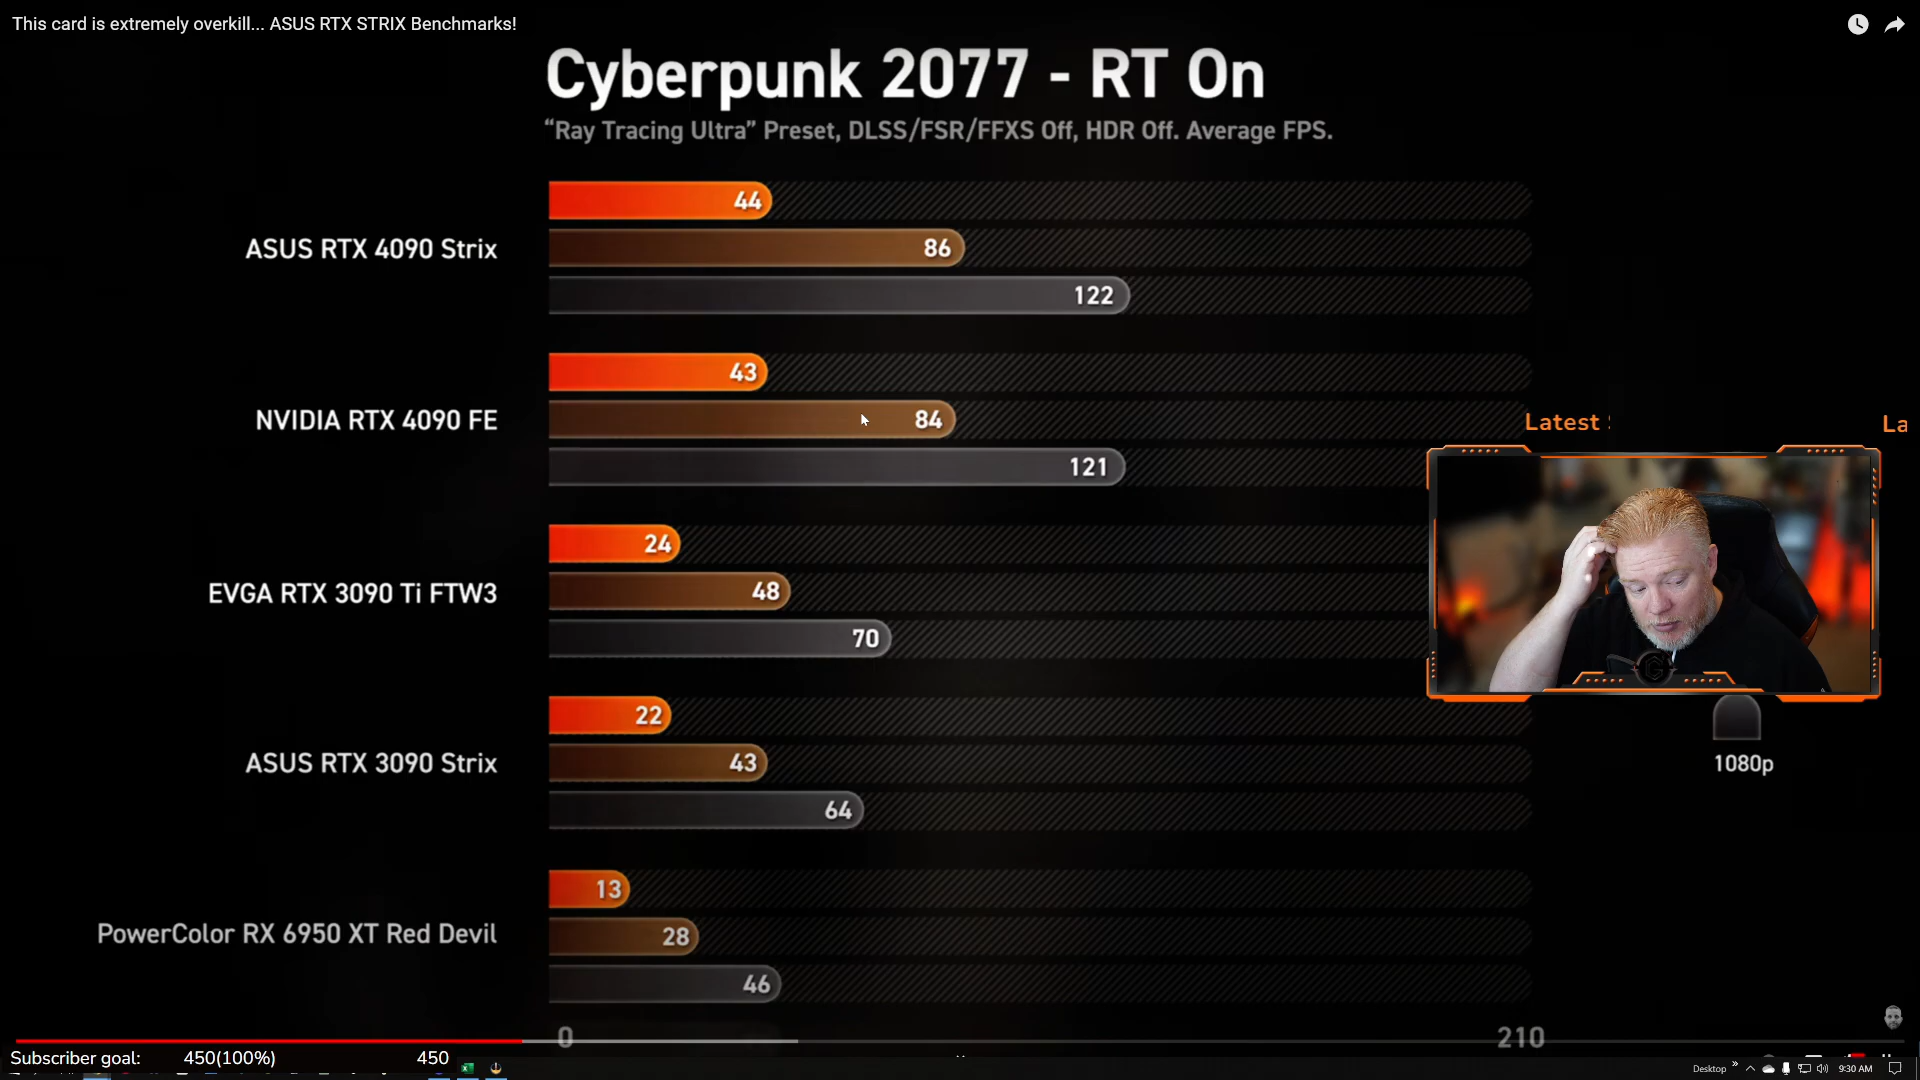 This card is extremely overkill... ASUS RTX STRIX Benchmarks!
Cyberpunk 2077 - RT On
“Ray Tracing Ultra” Preset, DLSS/FSR/FFXS Off, HDR Off. Average FPS.
44
ASUS RTX 4090 Strix
86
122
43
NVIDIA RTX 4090 FE
84
121
Latest
La
24
EVGA RTX 3090 Ti FTW3
48
70
22
ASUS RTX 3090 Strix
43
64
1080p
13
PowerColor RX 6950 XT Red Devil
28
46
0
210
Subscriber goal: 450(100%) 450
Desktop
9:30 AM